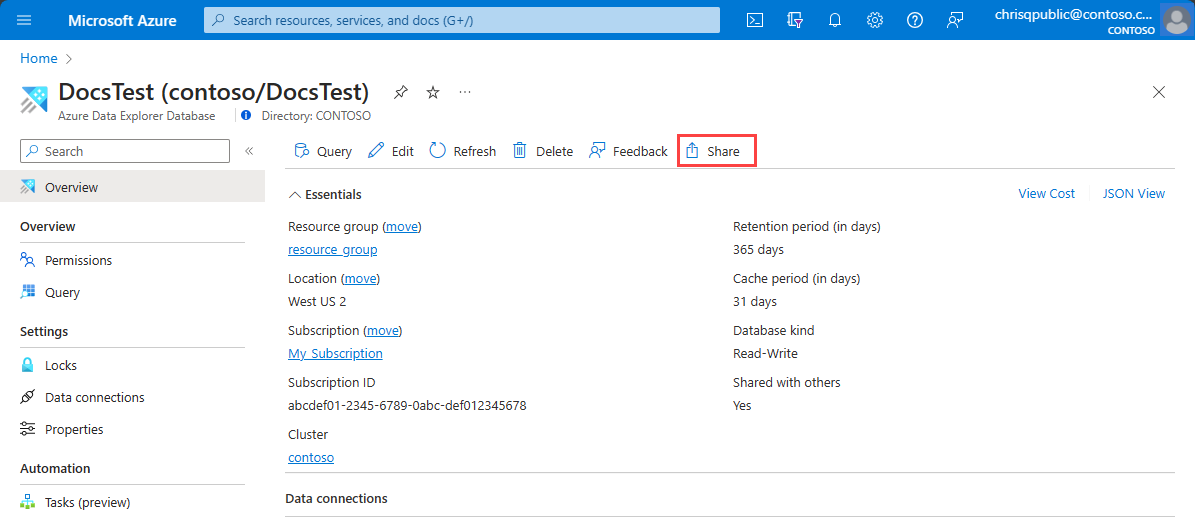 Microsoft Azure
Search resources, services, and docs (G+/)
chrisqpublic@contoso.c...
CONTOSO
Home
DocsTest (contoso/DocsTest)
...
Azure Data Explorer Database
Directory: CONTOSO
Search
«
Query
Edit
Refresh
Delete
Feedback
Share
Overview
Overview
Permissions
Query
Settings
Locks
Data connections
Properties
Automation
Tasks (preview)
Essentials
View Cost
JSON View
Resource group (move)
resource_group
Location (move)
West US 2
Subscription (move)
My Subscription
Subscription ID
abcdef01-2345-6789-0abc-def012345678
Cluster
contoso
Retention period (in days)
365 days
Cache period (in days)
31 days
Database kind
Read-Write
Shared with others
Yes
Data connections